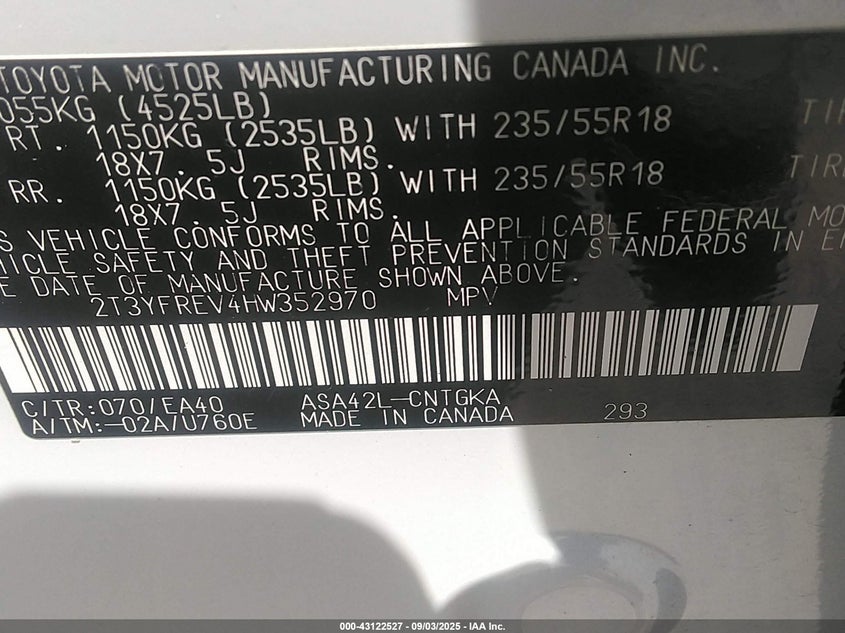 TOYOTA MOTOR MANUFACTURING CANADA INC.
055KG (4525LB)
RT. 1150KG (2535LB) WITH 235/55R18 TIR
18X7.5J RIMS.
RR. 1150KG (2535LB) WITH 235/55R18 TIR
18X7.5J RIMS.
S VEHICLE CONFORMS TO ALL APPLICABLE FEDERAL MO
HICLE SAFETY AND THEFT PREVENTION STANDARDS IN E
E DATE OF MANUFACTURE SHOWN ABOVE.
2T3YFREV4HW352970 MPV
C/TR:070/EA40 ASA42L-CNTGKA
A/TM:-02A/U760E MADE IN CANADA 293
000-43122527 - 09/03/2025 - IAA Inc.